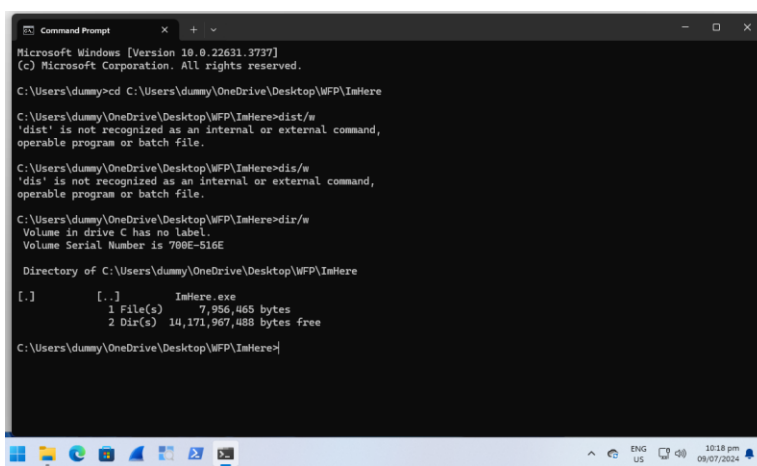 Command Prompt
Microsoft Windows [Version 10.0.22631.3737]
(c) Microsoft Corporation. All rights reserved.
C:\Users\dummy>cd C:\Users\dummy\OneDrive\Desktop\WFP\ImHere
C:\Users\dummy\OneDrive\Desktop\WFP\ImHere>dist/w
'dist' is not recognized as an internal or external command,
operable program or batch file.
C:\Users\dummy\OneDrive\Desktop\WFP\ImHere>dis/w
'dis' is not recognized as an internal or external command,
operable program or batch file.
C:\Users\dummy\OneDrive\Desktop\WFP\ImHere>dir/w
Volume in drive C has no label.
Volume Serial Number is 700E-516E
Directory of C:\Users\dummy\OneDrive\Desktop\WFP\ImHere
[.] [..] ImHere.exe
1 File(s) 7,956,465 bytes
2 Dir(s) 14,171,967,488 bytes free
C:\Users\dummy\OneDrive\Desktop\WFP\ImHere>
ENG 10:18 pm
US 09/07/2024